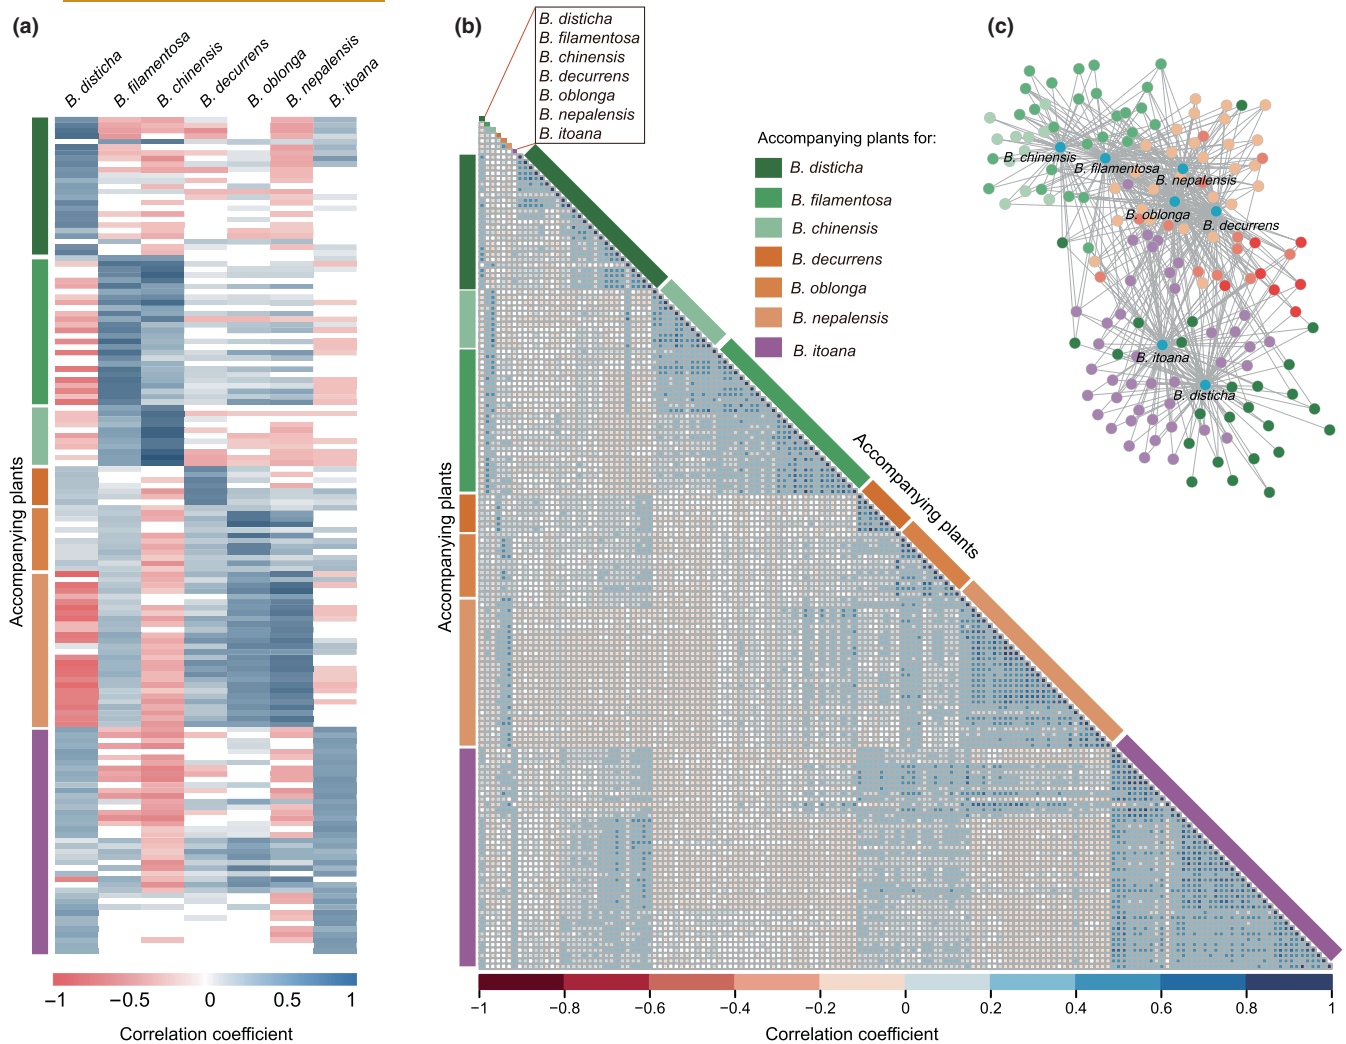 (a)
B. disticha
B. filamentosa
B. chinensis
B. decurrens
B. oblonga
B. nepalensis
B. itoana
Accompanying plants
−1
−0.5
0
0.5
1
Correlation coefficient
(b)
B. disticha
B. filamentosa
B. chinensis
B. decurrens
B. oblonga
B. nepalensis
B. itoana
Accompanying plants for:
B. disticha
B. filamentosa
B. chinensis
B. decurrens
B. oblonga
B. nepalensis
B. itoana
Accompanying plants
Accompanying plants
−1
−0.8
−0.6
−0.4
−0.2
0
0.2
0.4
0.6
0.8
1
Correlation coefficient
(c)
B. chinensis
B. filamentosa
B. nepalensis
B. oblonga
B. decurrens
B. itoana
B. disticha